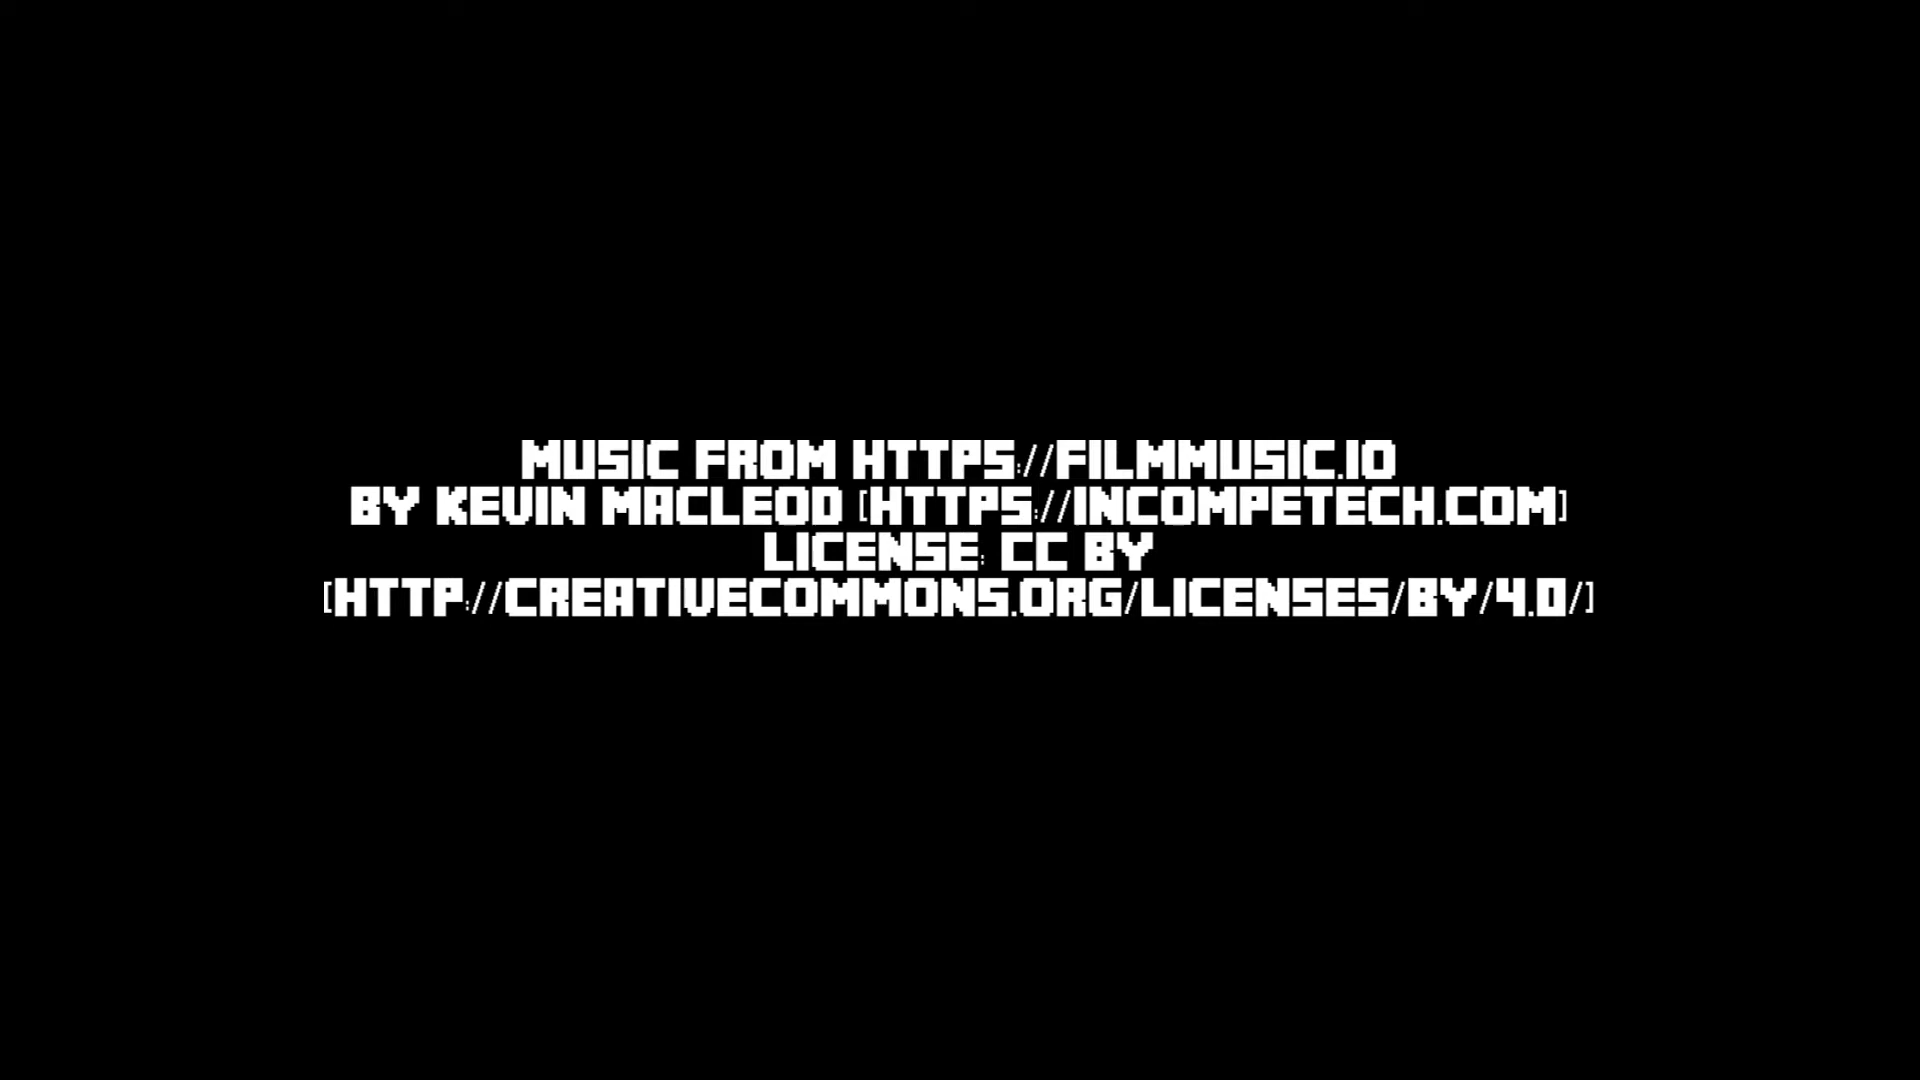 MUSIC FROM HTTPS://FILMMUSIC.IO
BY KEVIN MACLEOD [HTTPS://INCOMPETECH.COM]
LICENSE: CC BY
[HTTP://CREATIVECOMMONS.ORG/LICENSES/BY/4.0/]